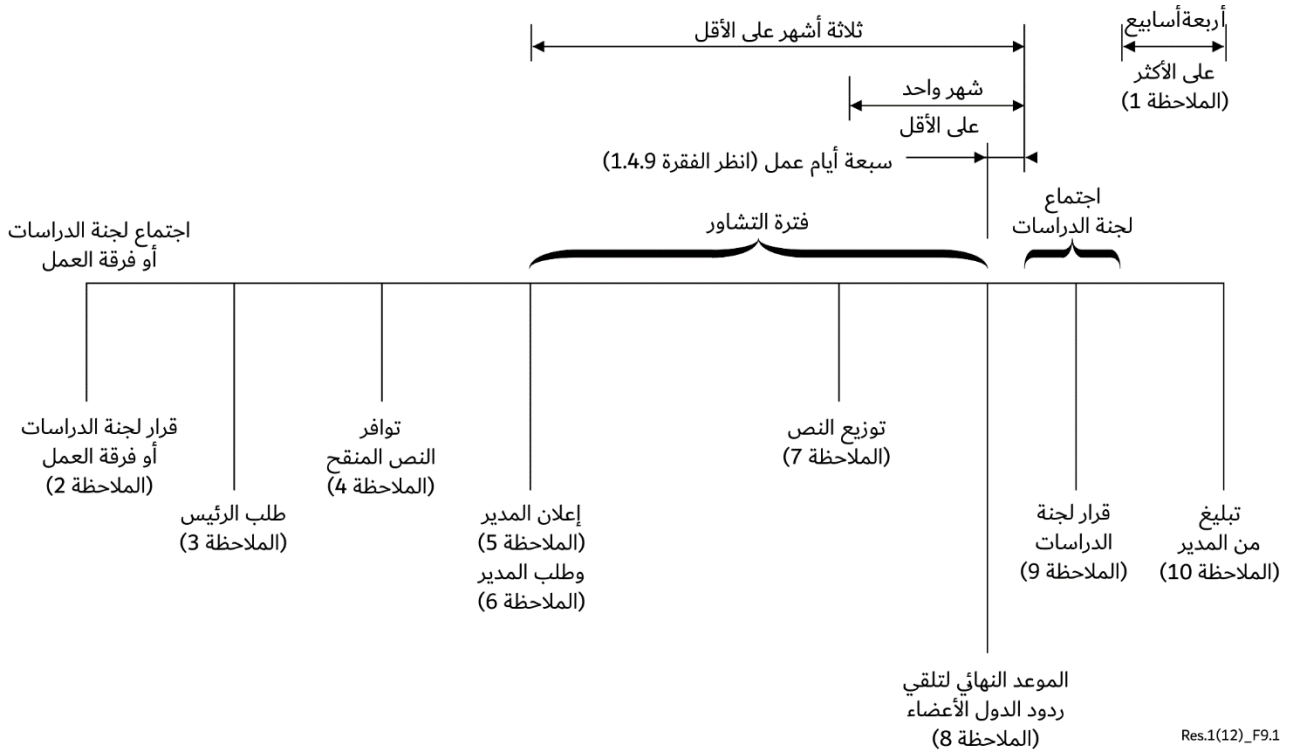 ثلاثة أشهر على الأقل
أربعةأسابيع
على الأكثر
(الملاحظة 1)
شهر واحد
على الأقل
سبعة أيام عمل (انظر الفقرة 1.4.9)
اجتماع لجنة الدراسات
أو فرقة العمل
فترة التشاور
اجتماع
لجنة الدراسات
قرار لجنة الدراسات
أو فرقة العمل
(الملاحظة 2)
طلب الرئيس
(الملاحظة 3)
توافر
النص المنقح
(الملاحظة 4)
إعلان المدير
(الملاحظة 5)
وطلب المدير
(الملاحظة 6)
توزيع النص
(الملاحظة 7)
الموعد النهائي لتلقي
ردود الدول الأعضاء
(الملاحظة 8)
قرار لجنة
الدراسات
(الملاحظة 9)
تبليغ
من المدير
(الملاحظة 10)
Res.1(12)_F9.1